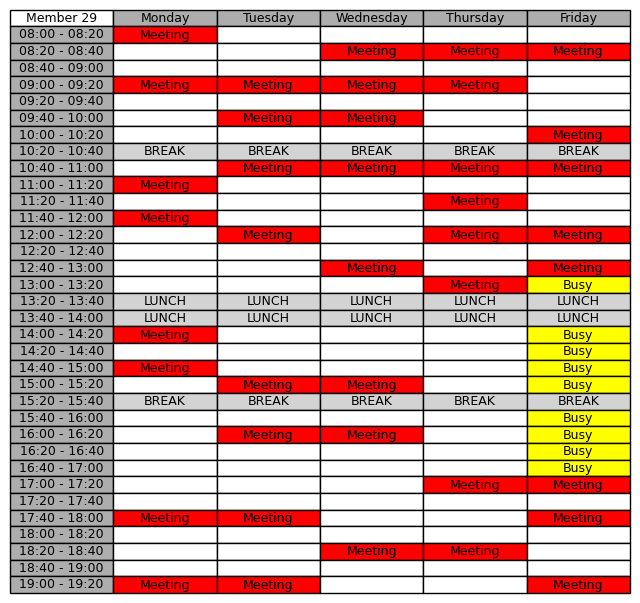 Member 29 Monday Tuesday Wednesday Thursday Friday
08:00 - 08:20 Meeting
08:20 - 08:40 Meeting Meeting Meeting
08:40 - 09:00
09:00 - 09:20 Meeting Meeting Meeting Meeting
09:20 - 09:40
09:40 - 10:00 Meeting Meeting
10:00 - 10:20 Meeting
10:20 - 10:40 BREAK BREAK BREAK BREAK BREAK
10:40 - 11:00 Meeting Meeting Meeting Meeting
11:00 - 11:20 Meeting
11:20 - 11:40 Meeting
11:40 - 12:00 Meeting
12:00 - 12:20 Meeting Meeting Meeting
12:20 - 12:40
12:40 - 13:00 Meeting Meeting
13:00 - 13:20 Meeting Busy
13:20 - 13:40 LUNCH LUNCH LUNCH LUNCH LUNCH
13:40 - 14:00 LUNCH LUNCH LUNCH LUNCH LUNCH
14:00 - 14:20 Meeting Busy
14:20 - 14:40 Busy
14:40 - 15:00 Meeting Busy
15:00 - 15:20 Meeting Meeting Busy
15:20 - 15:40 BREAK BREAK BREAK BREAK BREAK
15:40 - 16:00 Busy
16:00 - 16:20 Meeting Meeting Busy
16:20 - 16:40 Busy
16:40 - 17:00 Busy
17:00 - 17:20 Meeting Meeting
17:20 - 17:40
17:40 - 18:00 Meeting Meeting Meeting
18:00 - 18:20
18:20 - 18:40 Meeting Meeting
18:40 - 19:00
19:00 - 19:20 Meeting Meeting Meeting